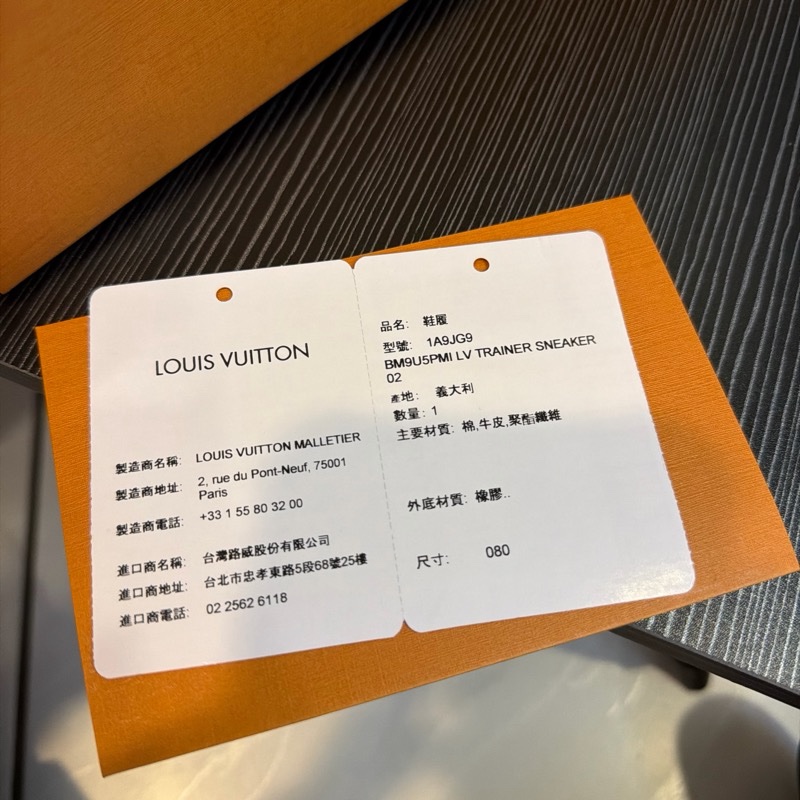 LOUIS VUITTON
製造商名稱: LOUIS VUITTON MALLETIER
製造商地址: 2, rue du Pont-Neuf, 75001
Paris
製造商電話: +33 1 55 80 32 00
進口商名稱: 台灣路威股份有限公司
進口商地址: 台北市忠孝東路5段68號25樓
進口商電話: 02 2562 6118
品名: 鞋履
型號: 1A9JG9
BM9U5PMI LV TRAINER SNEAKER
02
產地: 義大利
數量: 1
主要材質: 棉,牛皮,聚酯纖維
外底材質: 橡膠..
尺寸: 080